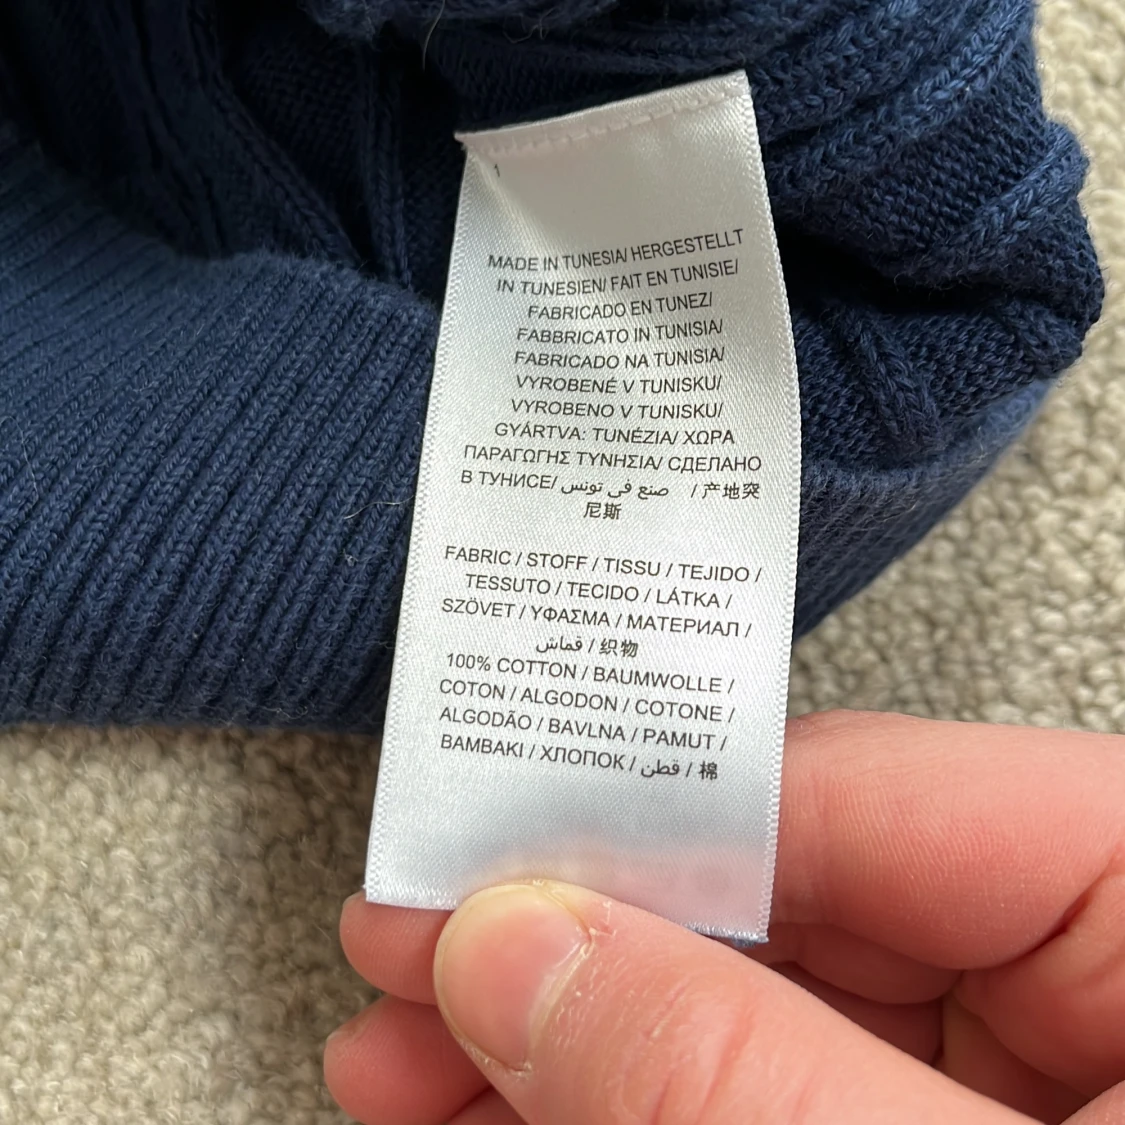 1
MADE IN TUNESIA/ HERGESTELLT
IN TUNESIEN/ FAIT EN TUNISIE/
FABRICADO EN TUNEZ/
FABBRICATO IN TUNISIA/
FABRICADO NA TUNISIA/
VYROBENÉ V TUNISKU/
VYROBENO V TUNISKU/
GYÁRTVA: TUNÉZIA/ ΧΩΡΑ
ΠΑΡΑΓΩΓΗΣ ΤΥΝΗΣΙΑ/ СДЕЛАНО
В ТУНИСЕ/ صنع في تونس / 产地突
尼斯
FABRIC / STOFF / TISSU / TEJIDO /
TESSUTO / TECIDO / LÁTKA /
SZÖVET / ΥΦΑΣΜΑ / МАТЕРИАЛ /
قماش / 织物
100% COTTON / BAUMWOLLE /
COTON / ALGODON / COTONE /
ALGODÃO / BAVLNA / PAMUT /
ΒΑΜΒΑΚΙ / ХЛОПОК / قطن / 棉